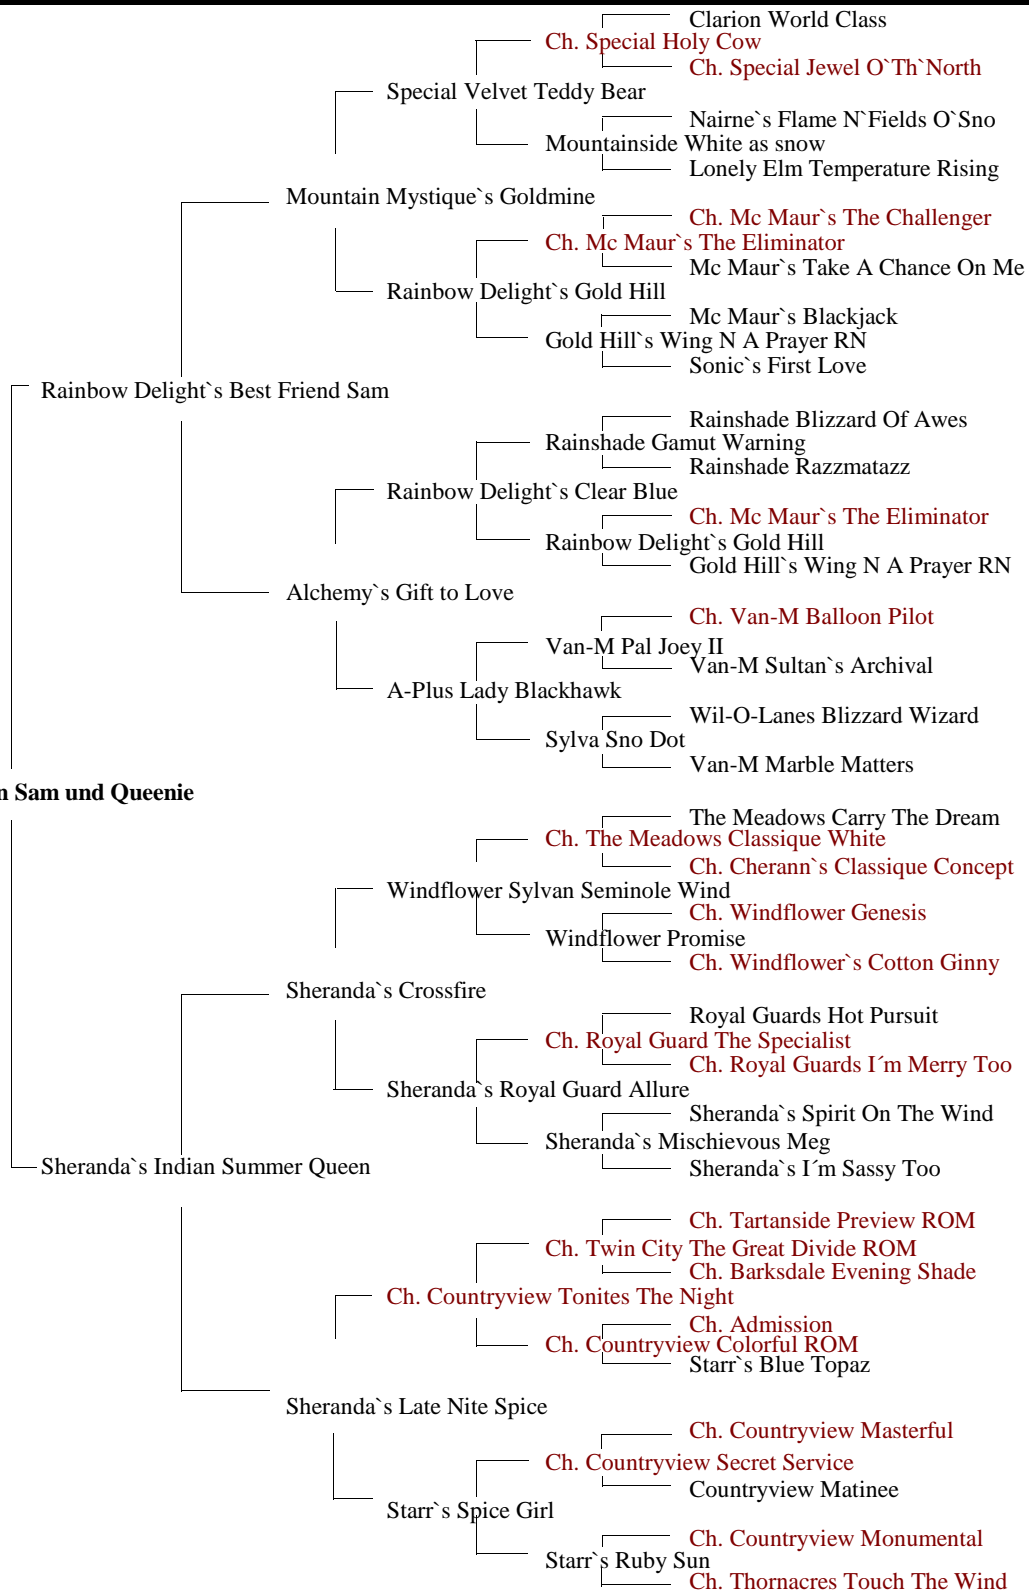 Clarion World Class
Ch. Special Holy Cow
Ch. Special Jewel O`Th`North
Special Velvet Teddy Bear
Nairne`s Flame N`Fields O`Sno
Mountainside White as snow
Lonely Elm Temperature Rising
Mountain Mystique`s Goldmine
Ch. Mc Maur`s The Challenger
Ch. Mc Maur`s The Eliminator
Mc Maur`s Take A Chance On Me
Rainbow Delight`s Gold Hill
Mc Maur`s Blackjack
Gold Hill`s Wing N A Prayer RN
Sonic`s First Love
Rainbow Delight`s Best Friend Sam
Rainshade Blizzard Of Awes
Rainshade Gamut Warning
Rainshade Razzmatazz
Rainbow Delight`s Clear Blue
Ch. Mc Maur`s The Eliminator
Rainbow Delight`s Gold Hill
Gold Hill`s Wing N A Prayer RN
Alchemy`s Gift to Love
Ch. Van-M Balloon Pilot
Van-M Pal Joey II
Van-M Sultan`s Archival
A-Plus Lady Blackhawk
Wil-O-Lanes Blizzard Wizard
Sylva Sno Dot
Van-M Marble Matters
n Sam und Queenie
The Meadows Carry The Dream
Ch. The Meadows Classique White
Ch. Cherann`s Classique Concept
Windflower Sylvan Seminole Wind
Ch. Windflower Genesis
Windflower Promise
Ch. Windflower`s Cotton Ginny
Sheranda`s Crossfire
Royal Guards Hot Pursuit
Ch. Royal Guard The Specialist
Ch. Royal Guards I´m Merry Too
Sheranda`s Royal Guard Allure
Sheranda`s Spirit On The Wind
Sheranda`s Mischievous Meg
Sheranda`s I´m Sassy Too
Sheranda`s Indian Summer Queen
Ch. Tartanside Preview ROM
Ch. Twin City The Great Divide ROM
Ch. Barksdale Evening Shade
Ch. Countryview Tonites The Night
Ch. Admission
Ch. Countryview Colorful ROM
Starr`s Blue Topaz
Sheranda`s Late Nite Spice
Ch. Countryview Masterful
Ch. Countryview Secret Service
Countryview Matinee
Starr`s Spice Girl
Ch. Countryview Monumental
Starr`s Ruby Sun
Ch. Thornacres Touch The Wind